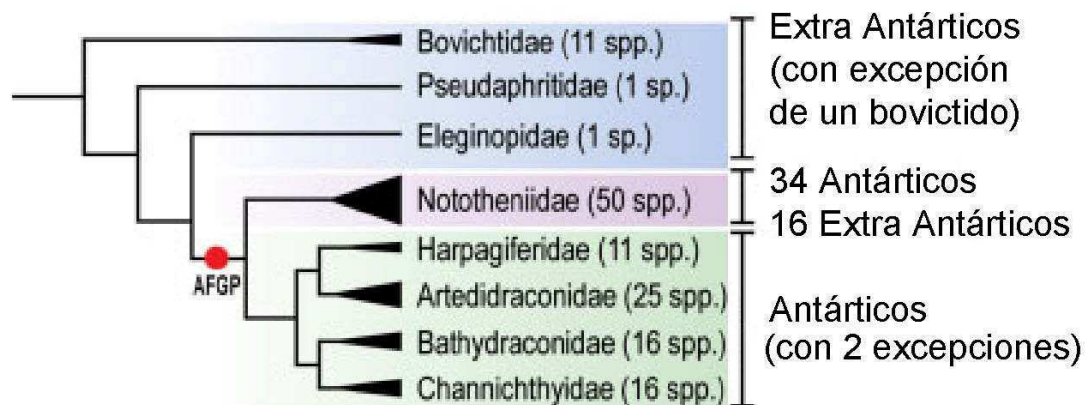 Bovichtidae (11 spp.)
Pseudaphritidae (1 sp.)
Eleginopidae (1 sp.)
Nototheniidae (50 spp.)
Harpagiferidae (11 spp.)
Artedidraconidae (25 spp.)
Bathydraconidae (16 spp.)
Channichthyidae (16 spp.)
AFGP
Extra Antárticos
(con excepción
de un bovictido)
34 Antárticos
16 Extra Antárticos
Antárticos
(con 2 excepciones)